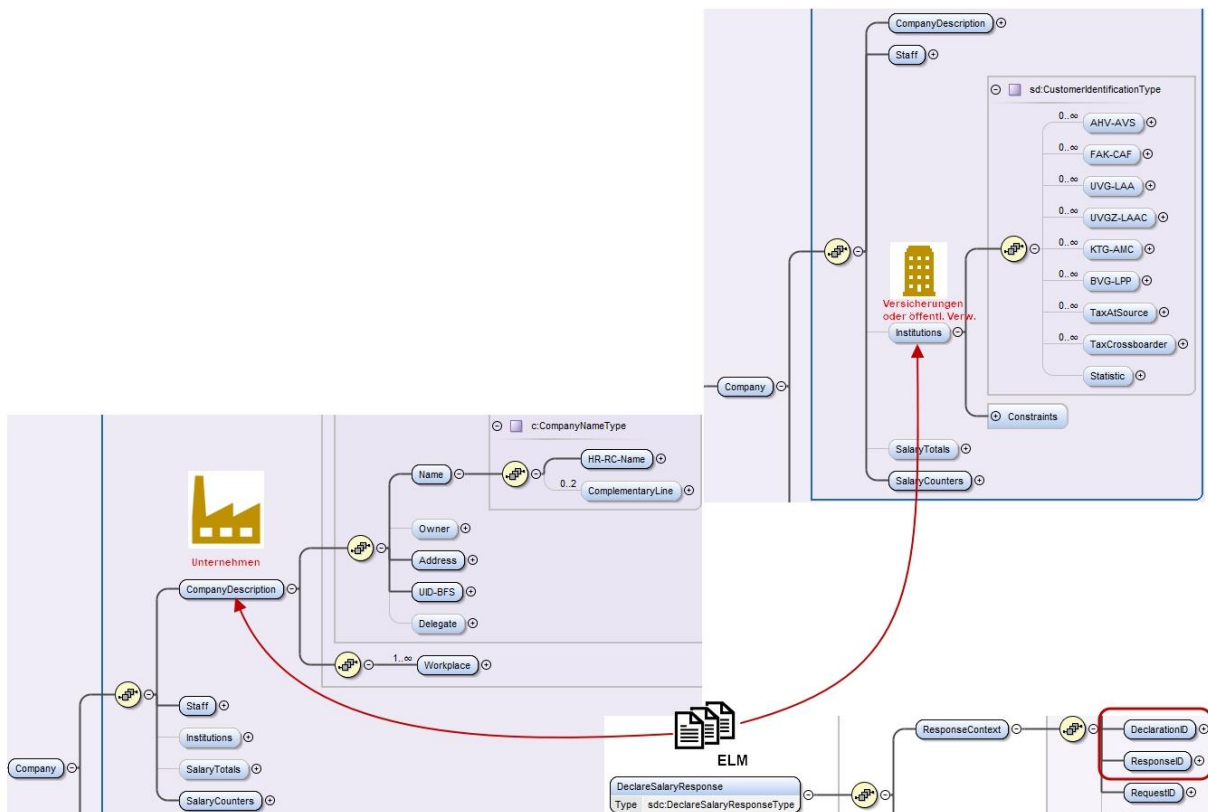 CompanyDescription
Staff
sd:CustomerIdentificationType
0..∞
AHV-AVS
0..∞
FAK-CAF
0..∞
UVG-LAA
0..∞
UVGZ-LAAC
0..∞
KTG-AMC
0..∞
BVG-LPP
0..∞
TaxAtSource
0..∞
TaxCrossboarder
Statistic
Versicherungen
oder öffentl. Verw.
Institutions
Company
Constraints
SalaryTotals
SalaryCounters
c:CompanyNameType
Name
HR-RC-Name
0..2
ComplementaryLine
Owner
Address
UID-BFS
Delegate
Unternehmen
CompanyDescription
1..∞
Workplace
Staff
Institutions
SalaryTotals
SalaryCounters
Company
ELM
ResponseContext
DeclarationID
ResponseID
RequestID
DeclareSalaryResponse
Type sdc:DeclareSalaryResponseType